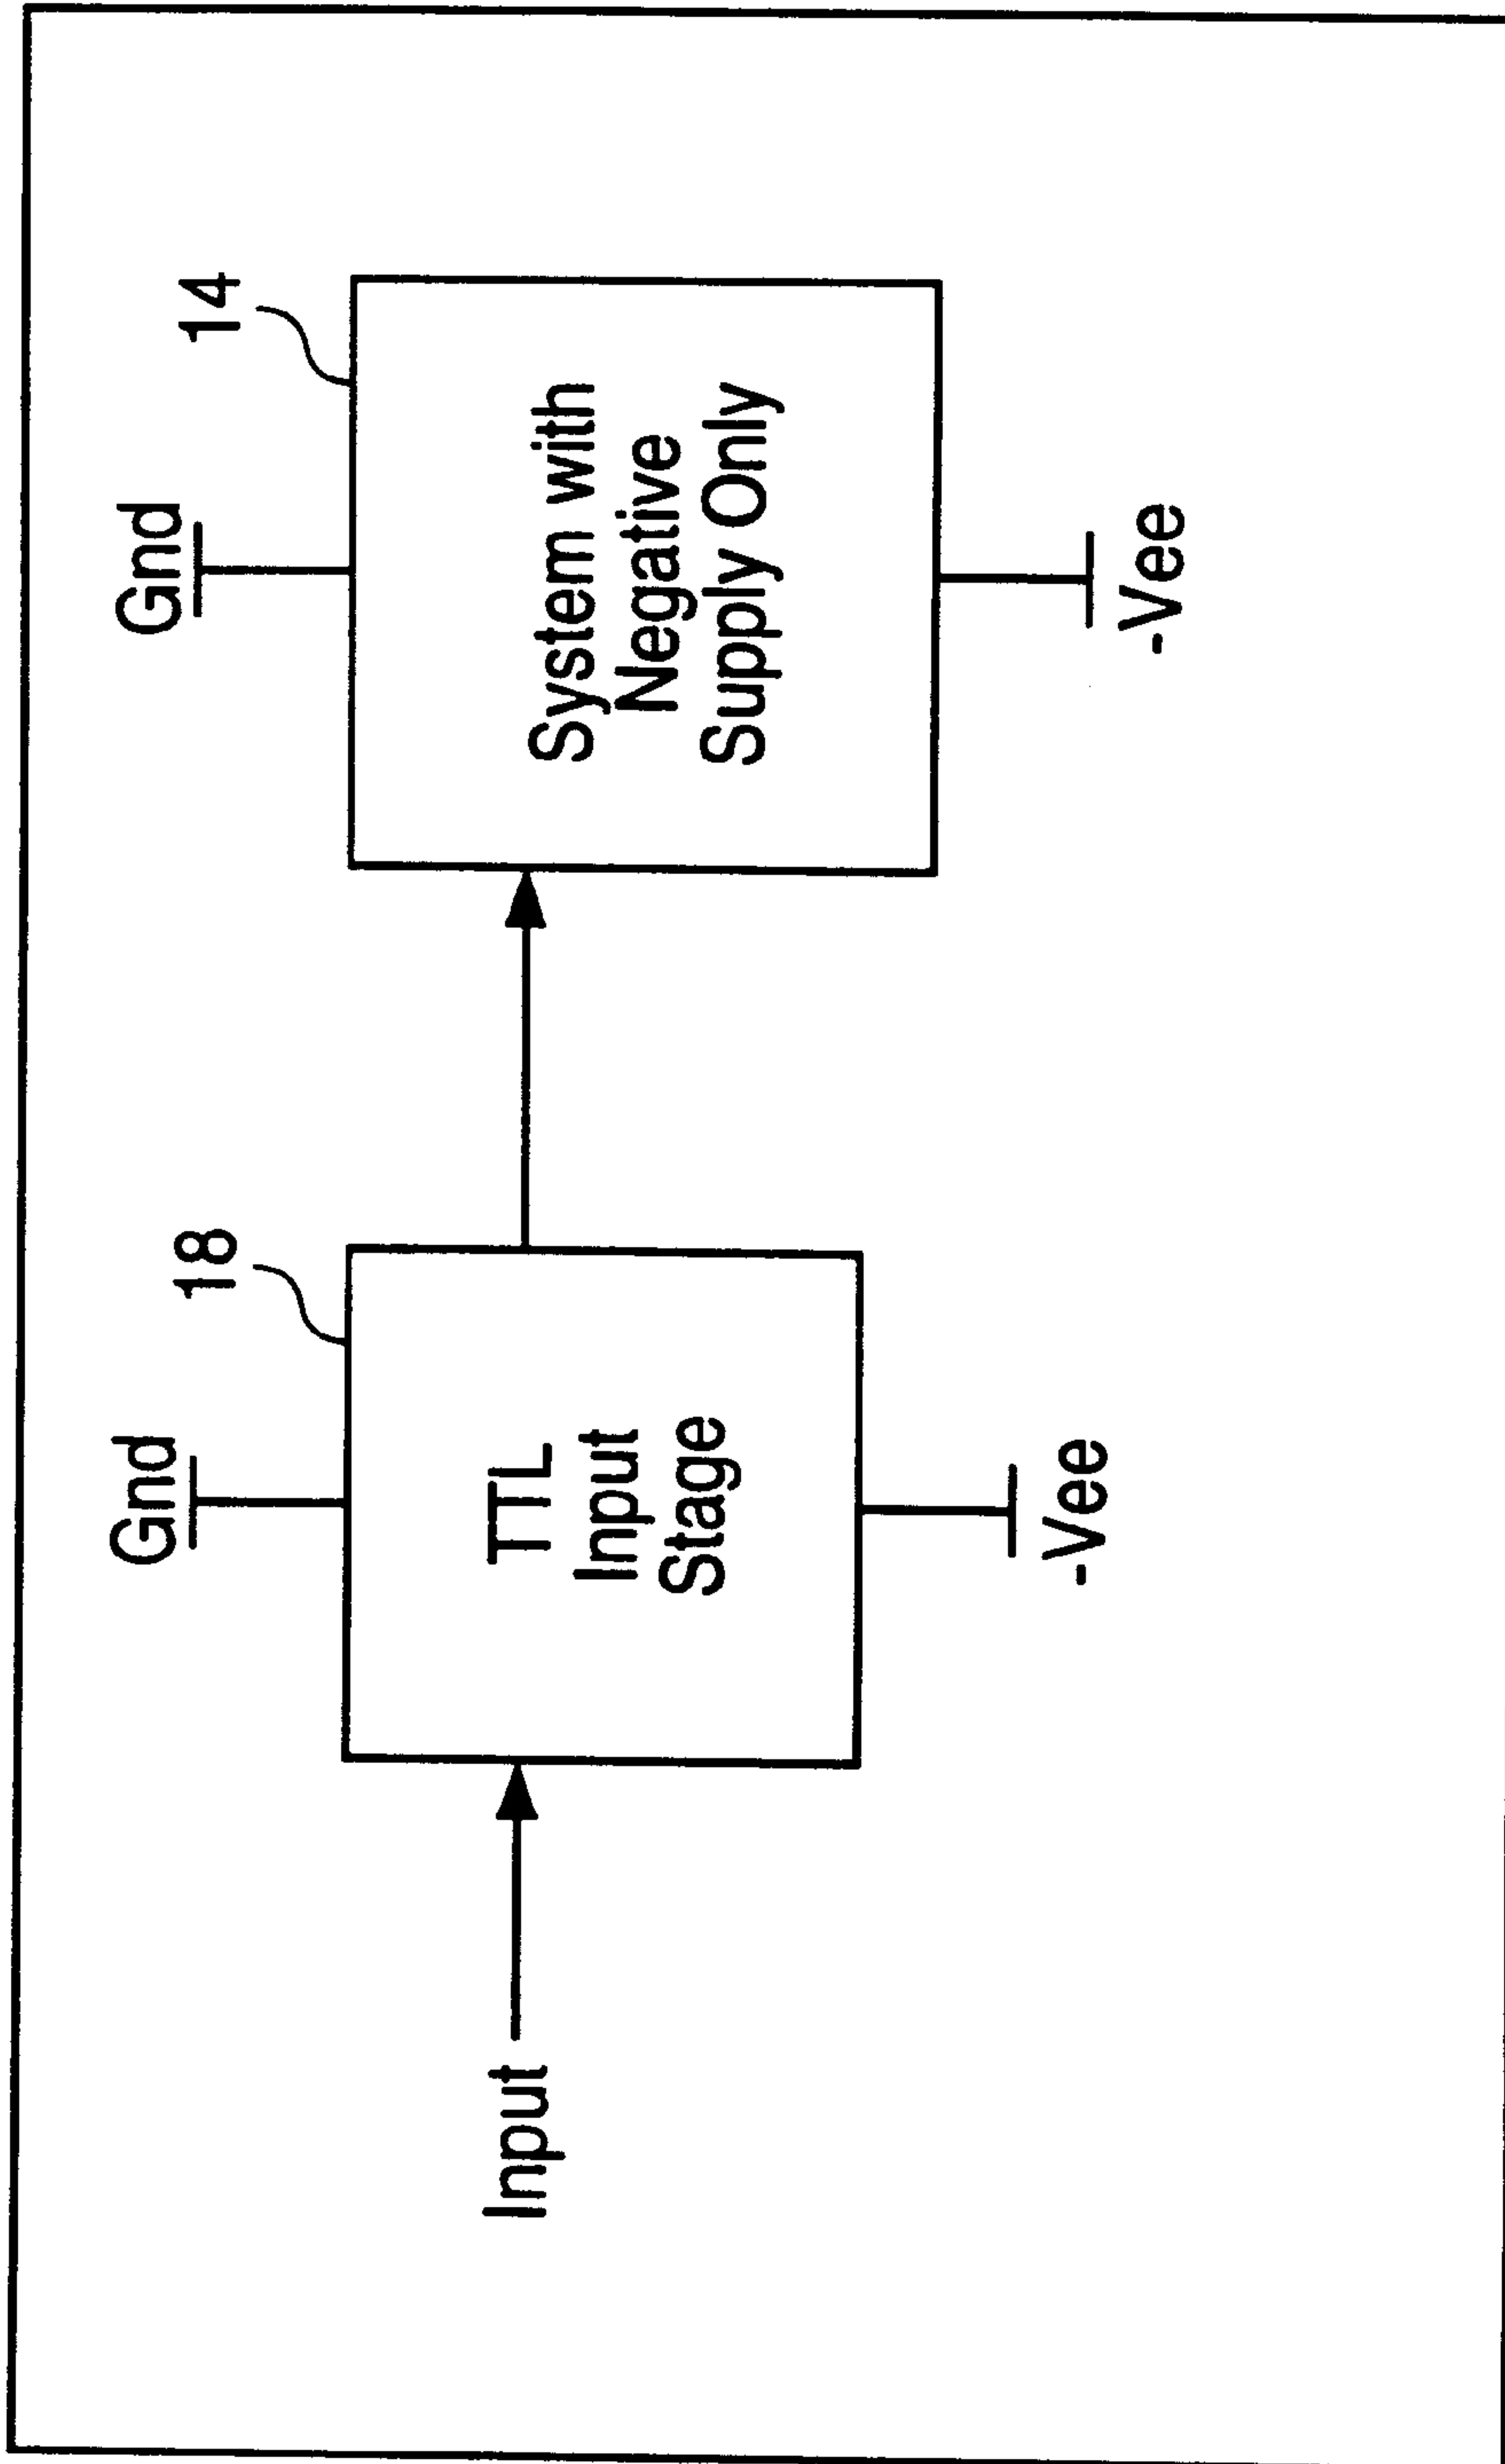 Gnd
18
TTL
Input
Stage
-Vee
Input
Gnd
14
System with
Negative
Supply Only
-Vee